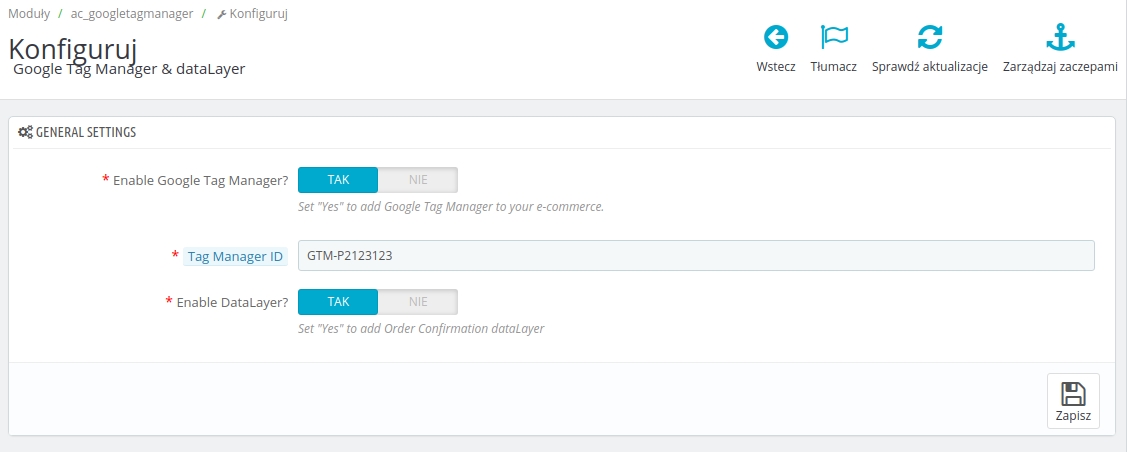 Moduły / ac_googletagmanager / Konfiguruj
Konfiguruj
Google Tag Manager & dataLayer
Wstecz Tłumacz Sprawdź aktualizacje Zarządzaj zaczepami
GENERAL SETTINGS
* Enable Google Tag Manager? TAK NIE
Set "Yes" to add Google Tag Manager to your e-commerce.
* Tag Manager ID GTM-P2123123
* Enable DataLayer? TAK NIE
Set "Yes" to add Order Confirmation dataLayer
Zapisz